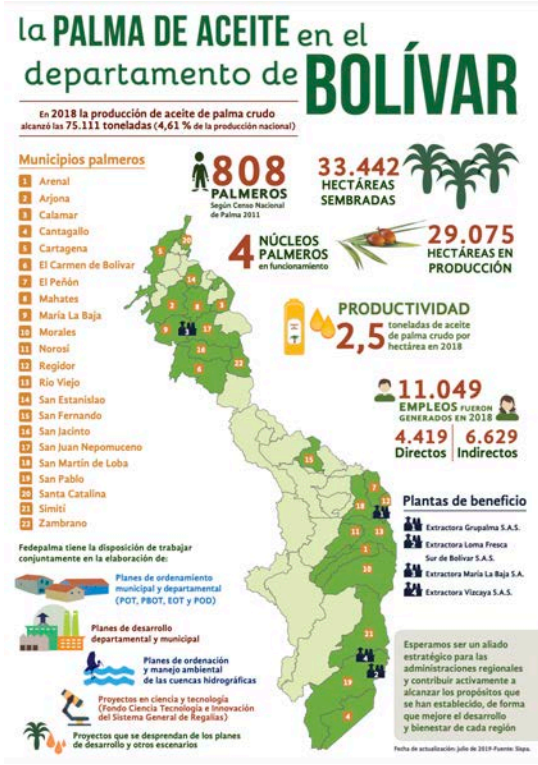 la PALMA DE ACEITE en el
departamento de BOLÍVAR
En 2018 la producción de aceite de palma crudo
alcanzó las 75.111 toneladas (4,61 % de la producción nacional)
Municipios palmeros
1 Arenal
2 Arjona
3 Calamar
4 Cantagallo
5 Cartagena
6 El Carmen de Bolívar
7 El Peñón
8 Mahates
9 María La Baja
10 Morales
11 Norosí
12 Regidor
13 Río Viejo
14 San Estanislao
15 San Fernando
16 San Jacinto
17 San Juan Nepomuceno
18 San Martín de Loba
19 San Pablo
20 Santa Catalina
21 Simití
22 Zambrano
808
PALMEROS
Según Censo Nacional
de Palma 2011
33.442
HECTÁREAS
SEMBRADAS
4 NÚCLEOS
PALMEROS
en funcionamiento
29.075
HECTÁREAS EN
PRODUCCIÓN
PRODUCTIVIDAD
2,5 toneladas de aceite
de palma crudo por
hectárea en 2018
11.049
EMPLEOS FUERON
GENERADOS EN 2018
4.419 6.629
Directos Indirectos
Plantas de beneficio
Extractora Grupalma S.A.S.
Extractora Loma Fresca
Sur de Bolívar S.A.S.
Extractora María La Baja S.A.
Extractora Vizcaya S.A.S.
Fedepalma tiene la disposición de trabajar
conjuntamente en la elaboración de:
Planes de ordenamiento
municipal y departamental
(POT, PBOT, EOT y POD)
Planes de desarrollo
departamental y municipal
Planes de ordenación
y manejo ambiental
de las cuencas hidrográficas
Proyectos en ciencia y tecnología
(Fondo Ciencia Tecnología e Innovación
del Sistema General de Regalías)
Proyectos que se desprendan de los planes
de desarrollo y otros escenarios
Esperamos ser un aliado
estratégico para las
administraciones regionales
y contribuir activamente a
alcanzar los propósitos que
se han establecido, de forma
que mejore el desarrollo
y bienestar de cada región
Fecha de actualización: julio de 2019-Fuente: Sispa.